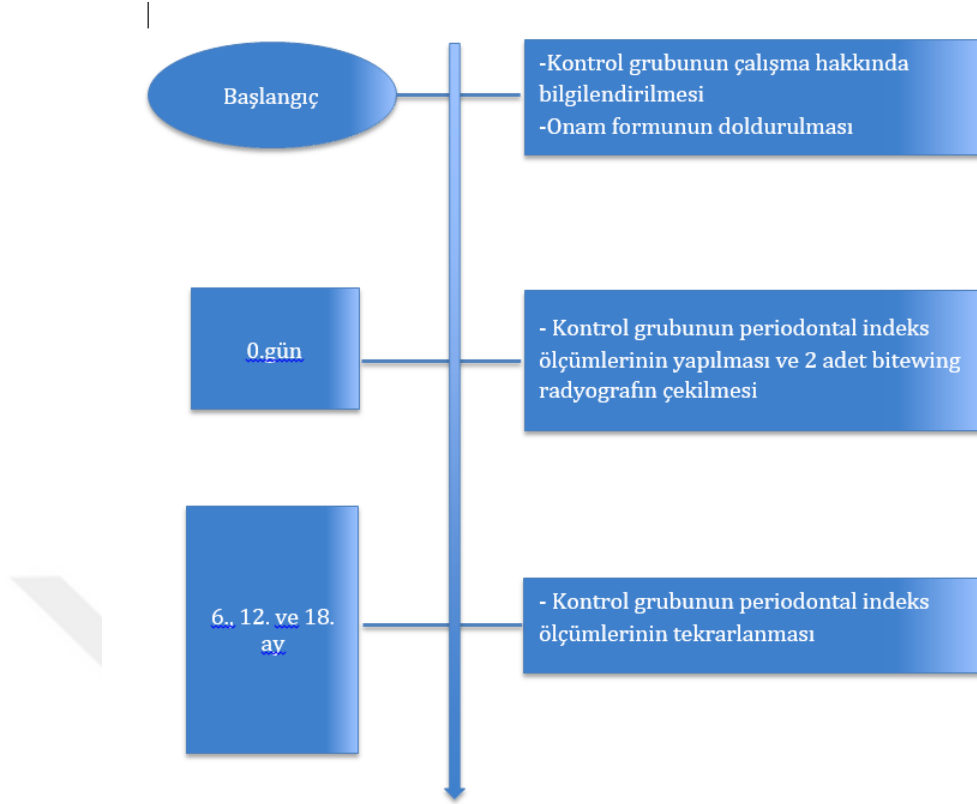 Başlangıç
-Kontrol grubunun çalışma hakkında
bilgilendirilmesi
-Onam formunun doldurulması
0.gün
- Kontrol grubunun periodontal indeks
ölçümlerinin yapılması ve 2 adet bitewing
radyografın çekilmesi
6., 12. ve 18.
ay
- Kontrol grubunun periodontal indeks
ölçümlerinin tekrarlanması